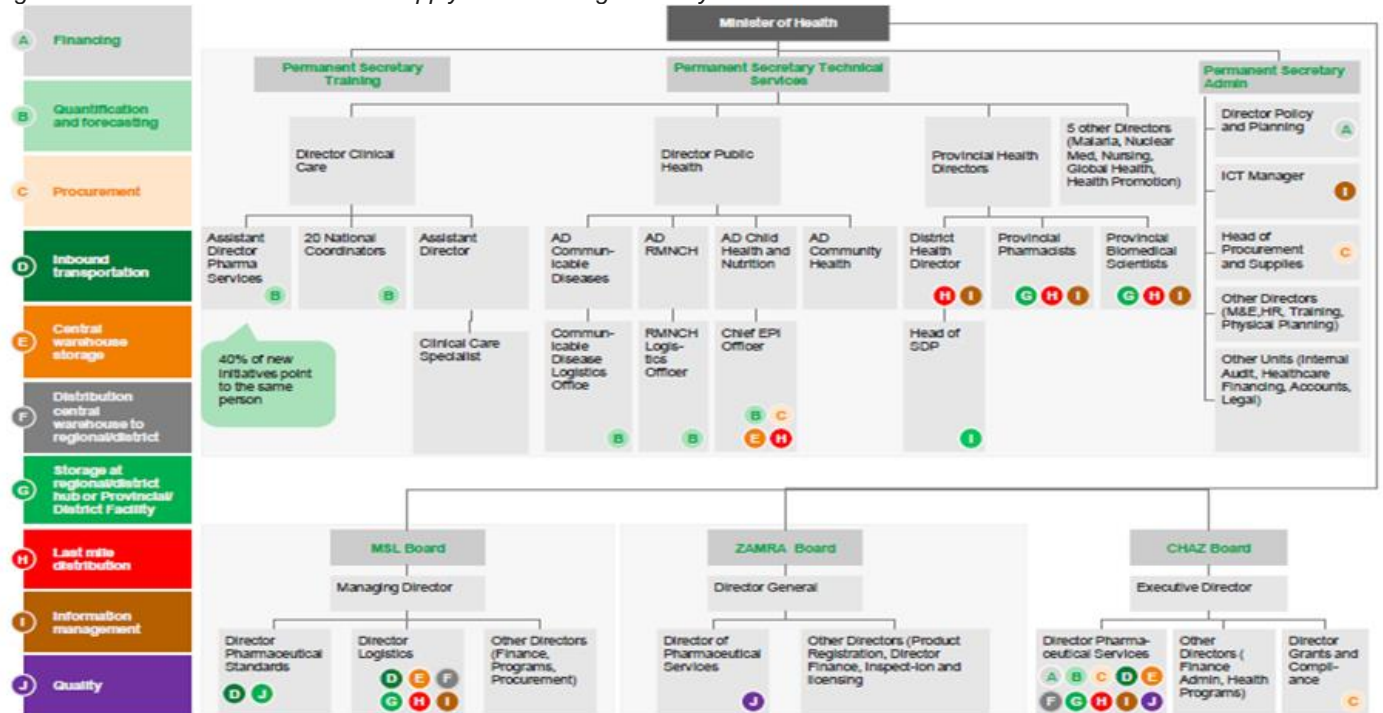 Minister of Health
A Financing
B Quantification
and forecasting
C Procurement
D Inbound
transportation
E Central
warehouse
storage
F Distribution
central
warehouse to
regional/district
G Storage at
regional/district
hub or Provincial/
District Facility
H Last mile
distribution
I Information
management
J Quality
Permanent Secretary
Training
Permanent Secretary Technical
Services
Permanent Secretary
Admin
Director Clinical
Care
Director Public
Health
Provincial Health
Directors
5 other Directors
(Malaria, Nuclear
Med, Nursing,
Global Health,
Health Promotion)
Director Policy
and Planning
A
ICT Manager
I
Head of
Procurement
and Supplies
C
Other Directors
(M&E,HR, Training,
Physical Planning)
Other Units (Internal
Audit, Healthcare
Financing, Accounts,
Legal)
Assistant
Director
Pharma
Services
B
20 National
Coordinators
B
Assistant
Director
AD
Commun-
icable
Diseases
AD
RMNCH
AD Child
Health and
Nutrition
AD
Community
Health
District
Health
Director
H I
Provincial
Pharmacists
G H I
Provincial
Biomedical
Scientists
G H I
40% of new
initiatives point
to the same
person
Clinical Care
Specialist
Commun-
icable
Disease
Logistics
Office
B
RMNCH
Logis-
tics
Officer
B
Chief EPI
Officer
B C
E H
Head of
SDP
I
MSL Board
Managing Director
Director
Pharmaceutical
Standards
D J
Director
Logistics
D E F
G H I
Other Directors
(Finance,
Programs,
Procurement)
ZAMRA Board
Director General
Director of
Pharmaceutical
Services
J
Other Directors (Product
Registration, Director
Finance, Inspect-ion and
licensing
CHAZ Board
Executive Director
Director Pharma-
ceutical Services
A B C D E
F G H I J
Other
Directors (
Finance
Admin, Health
Programs)
Director
Grants and
Compli-
ance
C